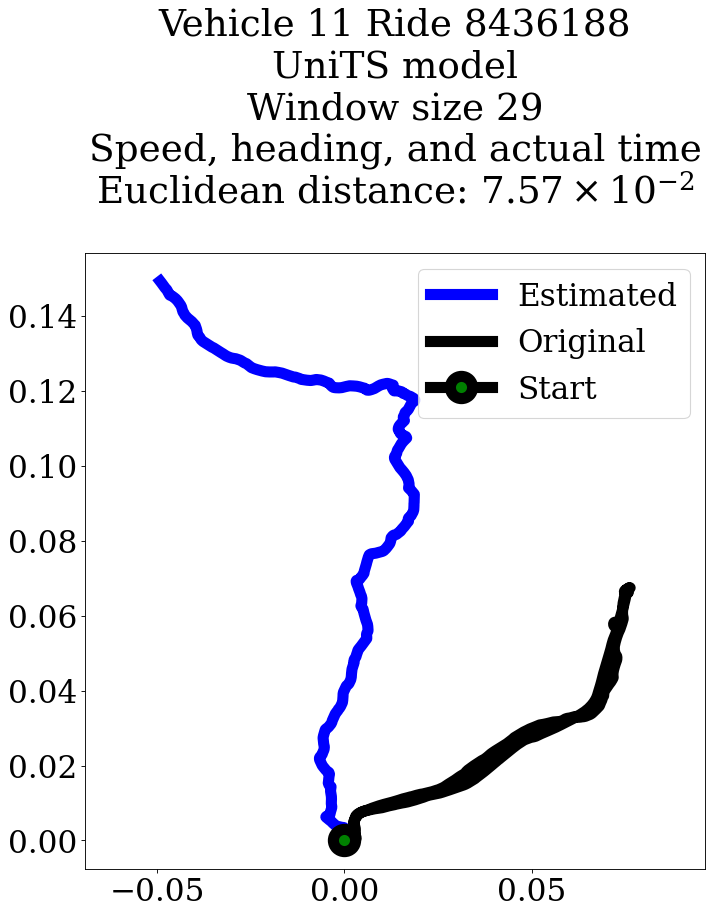 Vehicle 11 Ride 8436188
UniTS model
Window size 29
Speed, heading, and actual time
Euclidean distance: 7.57 × 10⁻²
Estimated
Original
Start
0.14
0.12
0.10
0.08
0.06
0.04
0.02
0.00
−0.05
0.00
0.05